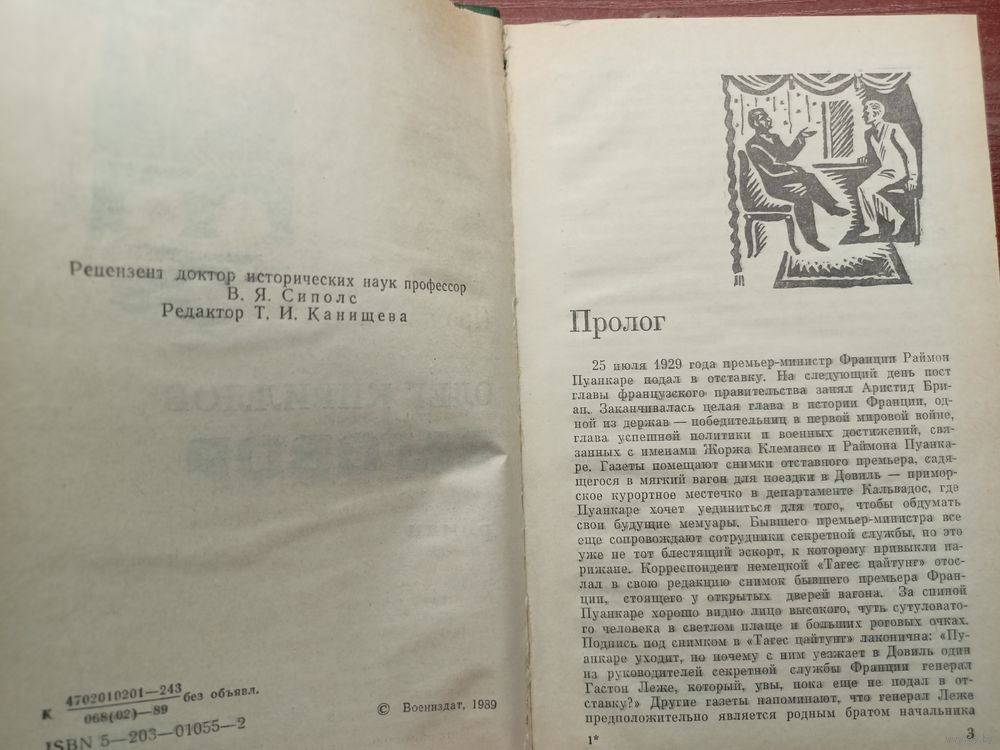 Рецензент доктор исторических наук профессор
В. Я. Сиполс
Редактор Т. И. Канищева
К 4702010201—243 без объявл.
068(02)—89
ISBN 5—203—01055—2
© Воениздат, 1989
Пролог
25 июля 1929 года премьер-министр Франции Раймон
Пуанкаре подал в отставку. На следующий день пост
главы французского правительства занял Аристид Бри-
ан. Заканчивалась целая глава в истории Франции, од-
ной из держав — победительниц в первой мировой войне,
глава успешной политики и военных достижений, свя-
занных с именами Жоржа Клемансо и Раймона Пуанка-
ре. Газеты помещают снимки отставного премьера, садя-
щегося в мягкий вагон для поездки в Довиль — примор-
ское курортное местечко в департаменте Кальвадос, где
Пуанкаре хочет уединиться для того, чтобы обдумать
свои будущие мемуары. Бывшего премьер-министра все
еще сопровождают сотрудники секретной службы, но это
уже не тот блестящий эскорт, к которому привыкли па-
рижане. Корреспондент немецкой «Тагес цайтунг» отос-
лал в свою редакцию снимок бывшего премьера Фран-
ции, стоящего у открытых дверей вагона. За спиной
Пуанкаре хорошо видно лицо высокого, чуть сутуловато-
го человека в светлом плаще и больших роговых очках.
Подпись под снимком в «Тагес цайтунг» лаконична: «Пу-
анкаре уходит, но почему с ним уезжает в Довиль один
из руководителей секретной службы Франции генерал
Гастон Леже, который, увы, пока еще не подал в от-
ставку?» Другие газеты напоминают, что генерал Леже
предположительно является родным братом начальника
1*
3